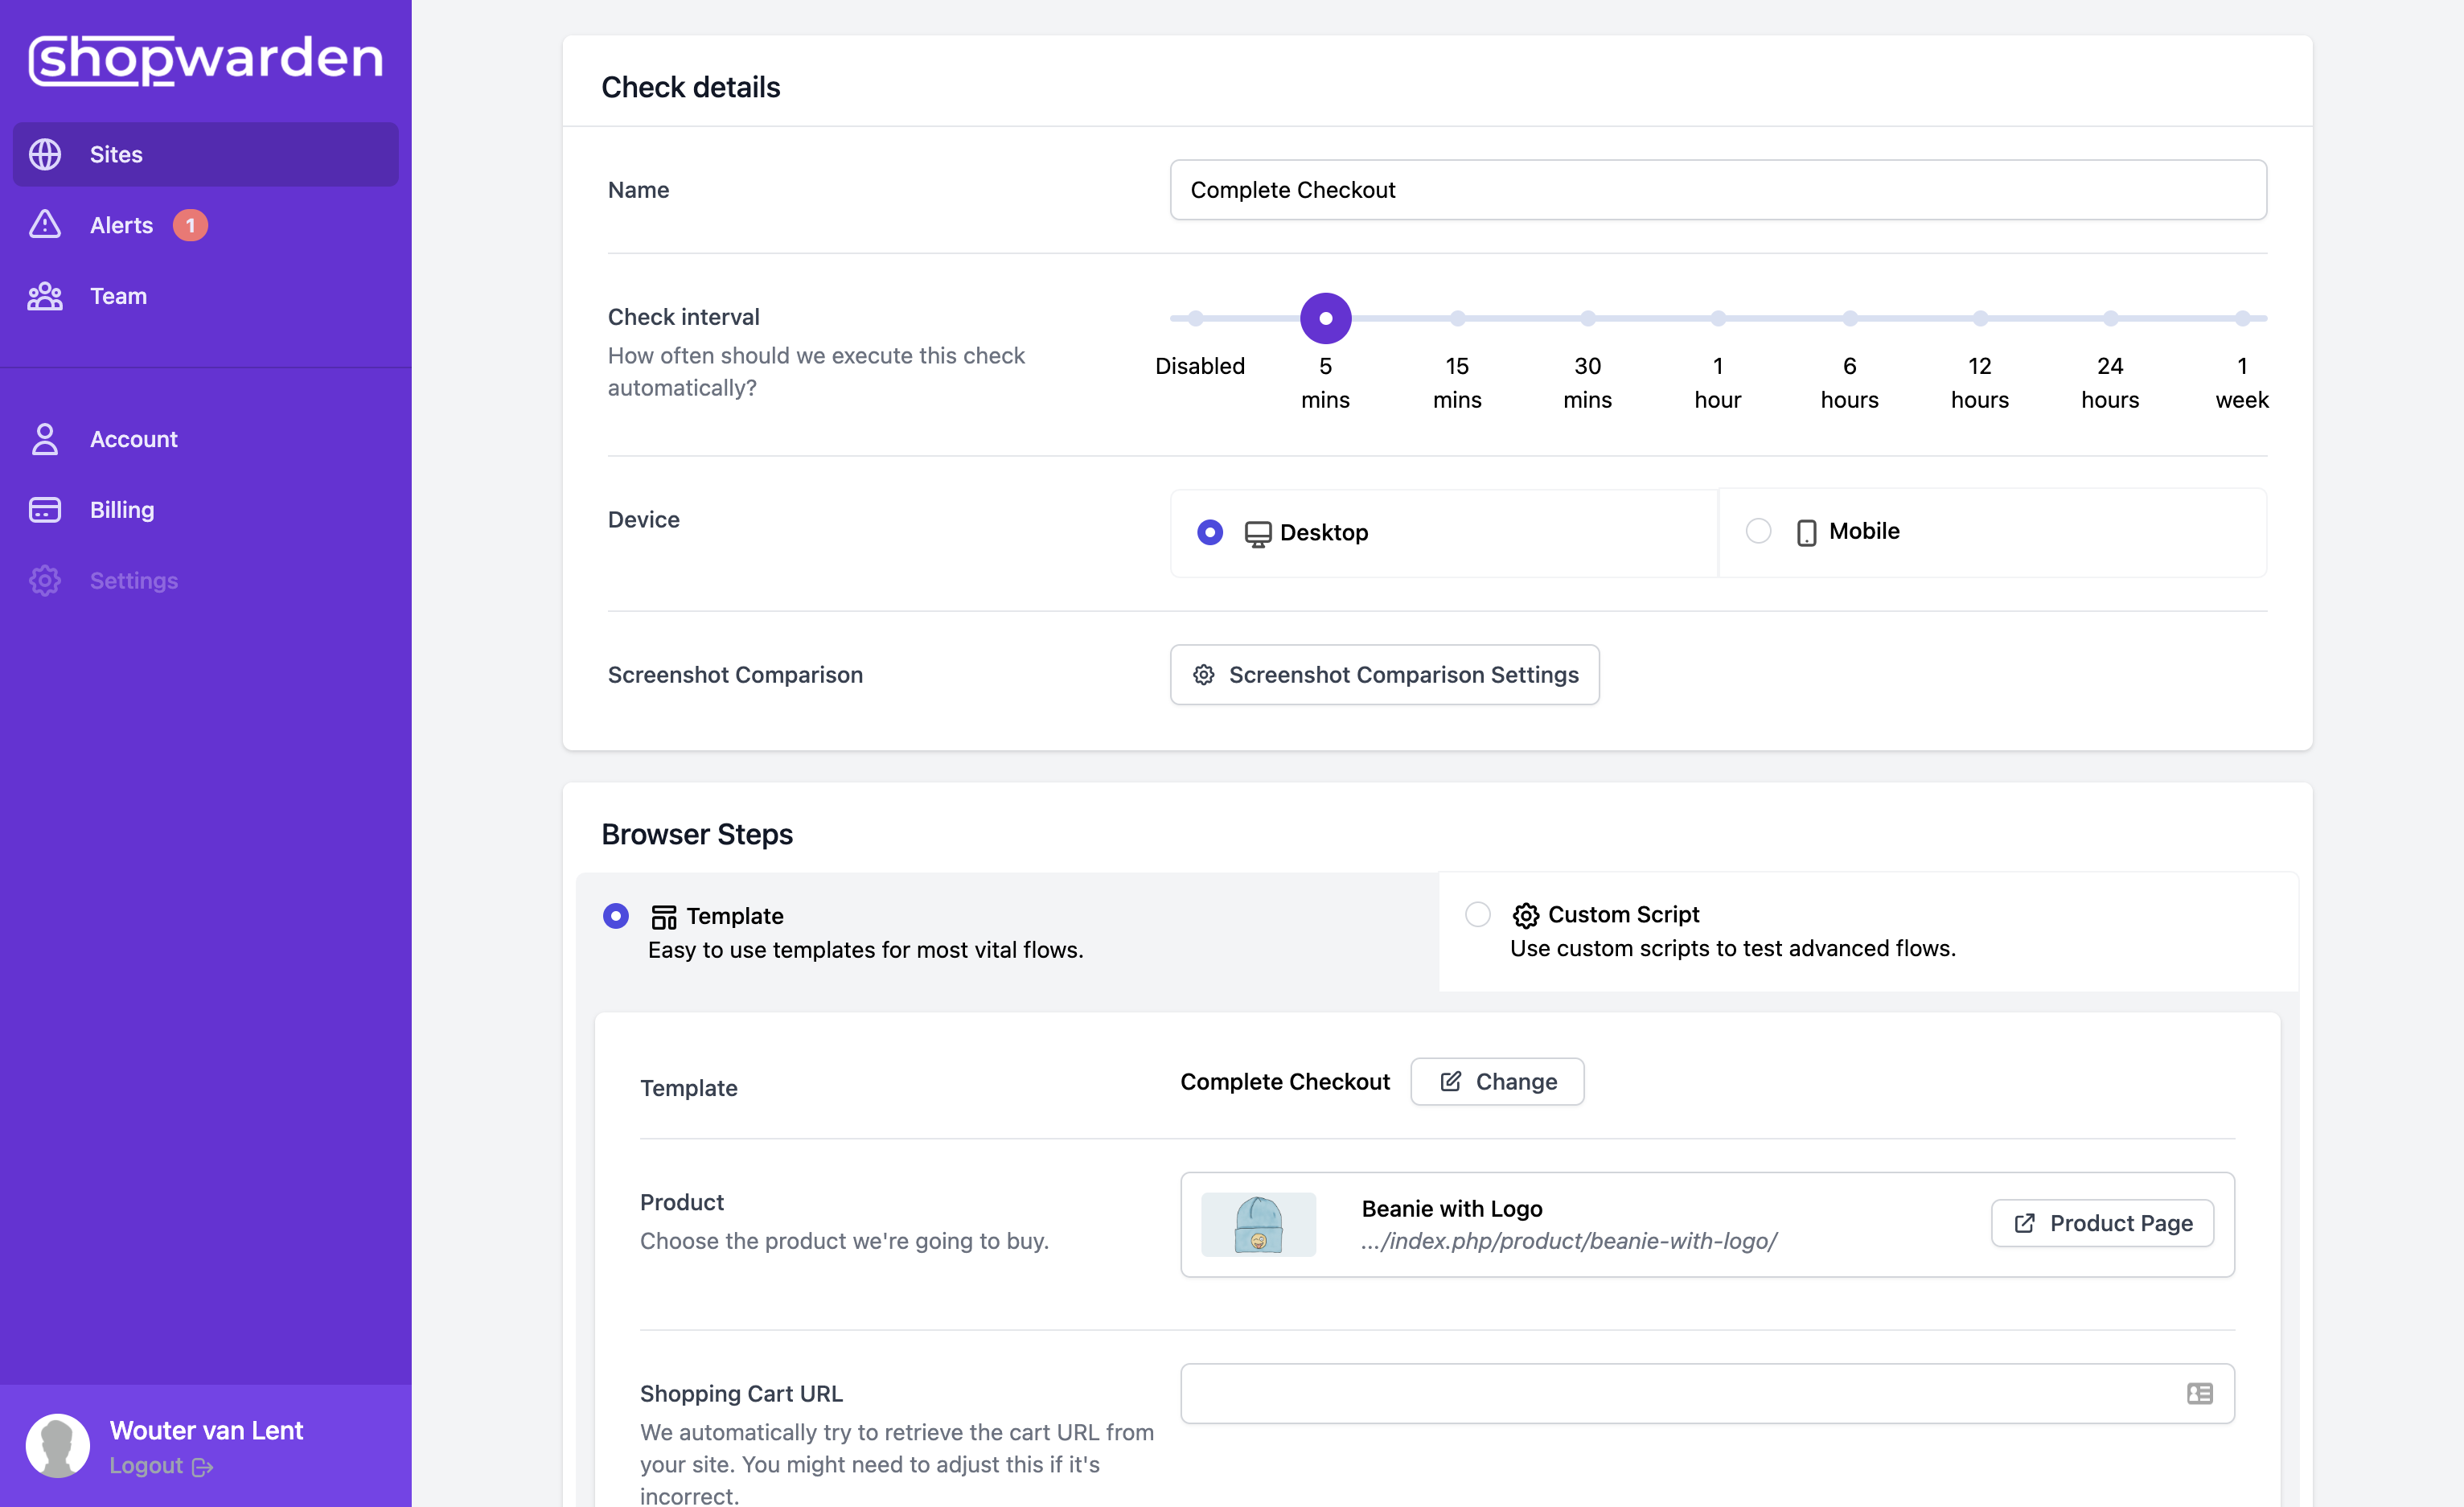 shopwarden
Sites
Alerts 1
Team
Account
Billing
Settings
Wouter van Lent
Logout
Check details
Name
Complete Checkout
Check interval
How often should we execute this check
automatically?
Disabled
5
mins
15
mins
30
mins
1
hour
6
hours
12
hours
24
hours
1
week
Device
Desktop
Mobile
Screenshot Comparison
Screenshot Comparison Settings
Browser Steps
Template
Easy to use templates for most vital flows.
Custom Script
Use custom scripts to test advanced flows.
Template
Complete Checkout
Change
Product
Choose the product we're going to buy.
Beanie with Logo
.../index.php/product/beanie-with-logo/
Product Page
Shopping Cart URL
We automatically try to retrieve the cart URL from
your site. You might need to adjust this if it's
incorrect.